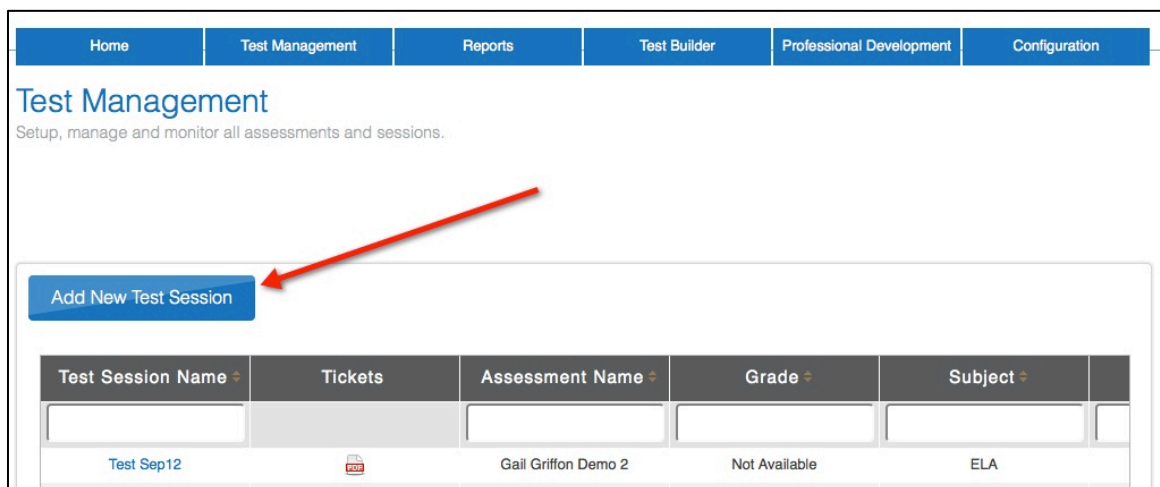 Home Test Management Reports Test Builder Professional Development Configuration
Test Management
Setup, manage and monitor all assessments and sessions.
Add New Test Session
Test Session Name Tickets Assessment Name Grade Subject
Test Sep12 PDF Gail Griffon Demo 2 Not Available ELA